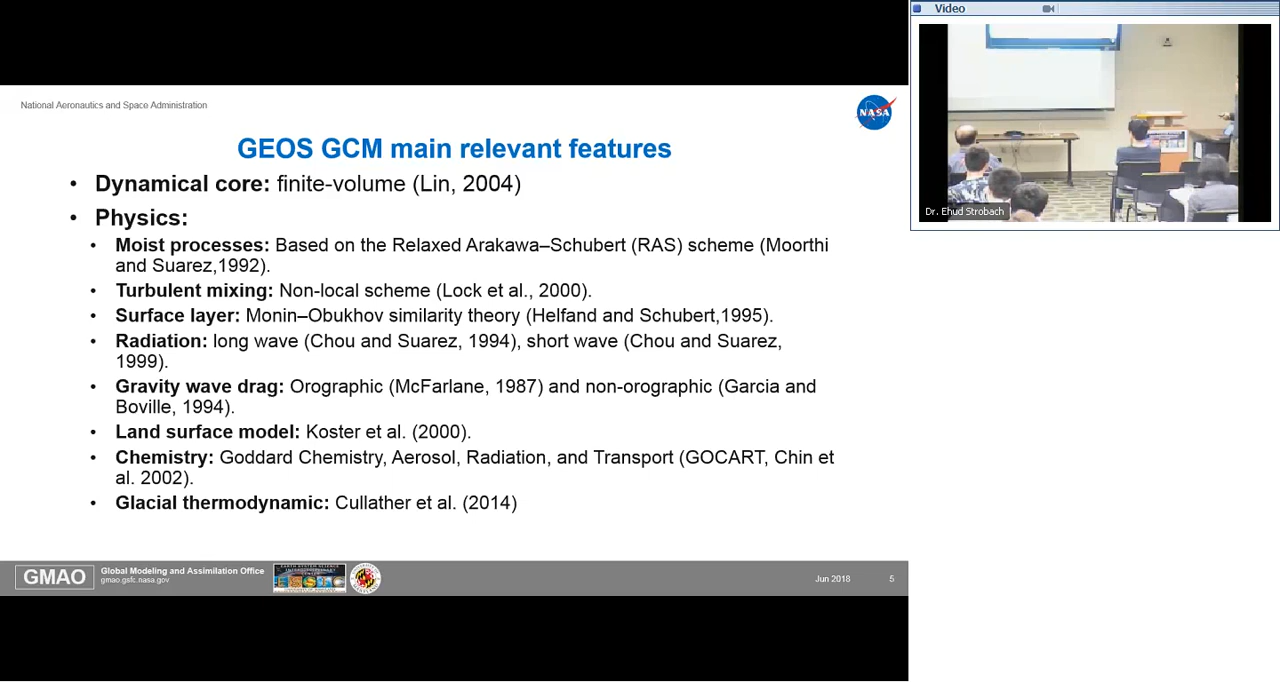 Video
National Aeronautics and Space Administration
NASA
GEOS GCM main relevant features
• Dynamical core: finite-volume (Lin, 2004)
• Physics:
• Moist processes: Based on the Relaxed Arakawa–Schubert (RAS) scheme (Moorthi
and Suarez,1992).
• Turbulent mixing: Non-local scheme (Lock et al., 2000).
• Surface layer: Monin–Obukhov similarity theory (Helfand and Schubert,1995).
• Radiation: long wave (Chou and Suarez, 1994), short wave (Chou and Suarez,
1999).
• Gravity wave drag: Orographic (McFarlane, 1987) and non-orographic (Garcia and
Boville, 1994).
• Land surface model: Koster et al. (2000).
• Chemistry: Goddard Chemistry, Aerosol, Radiation, and Transport (GOCART, Chin et
al. 2002).
• Glacial thermodynamic: Cullather et al. (2014)
GMAO
Global Modeling and Assimilation Office
gmao.gsfc.nasa.gov
Jun 2018
5
Dr. Ehud Strobach